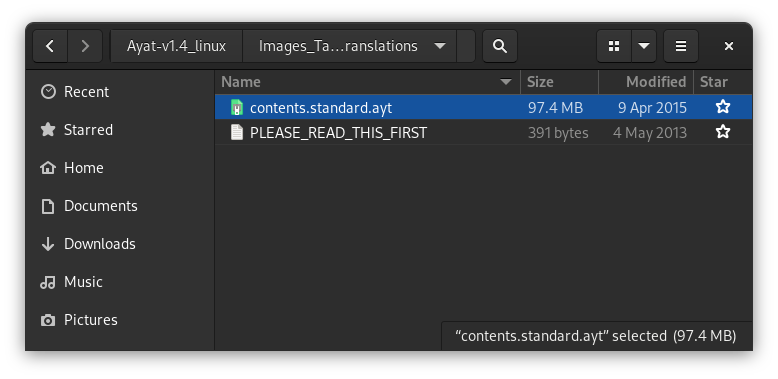 Ayat-v1.4_linux
Images_Ta…ranslations
Name Size Modified Star
Recent
contents.standard.ayt 97.4 MB 9 Apr 2015
Starred
PLEASE_READ_THIS_FIRST 391 bytes 4 May 2013
Home
Documents
Downloads
Music
Pictures
“contents.standard.ayt” selected (97.4 MB)